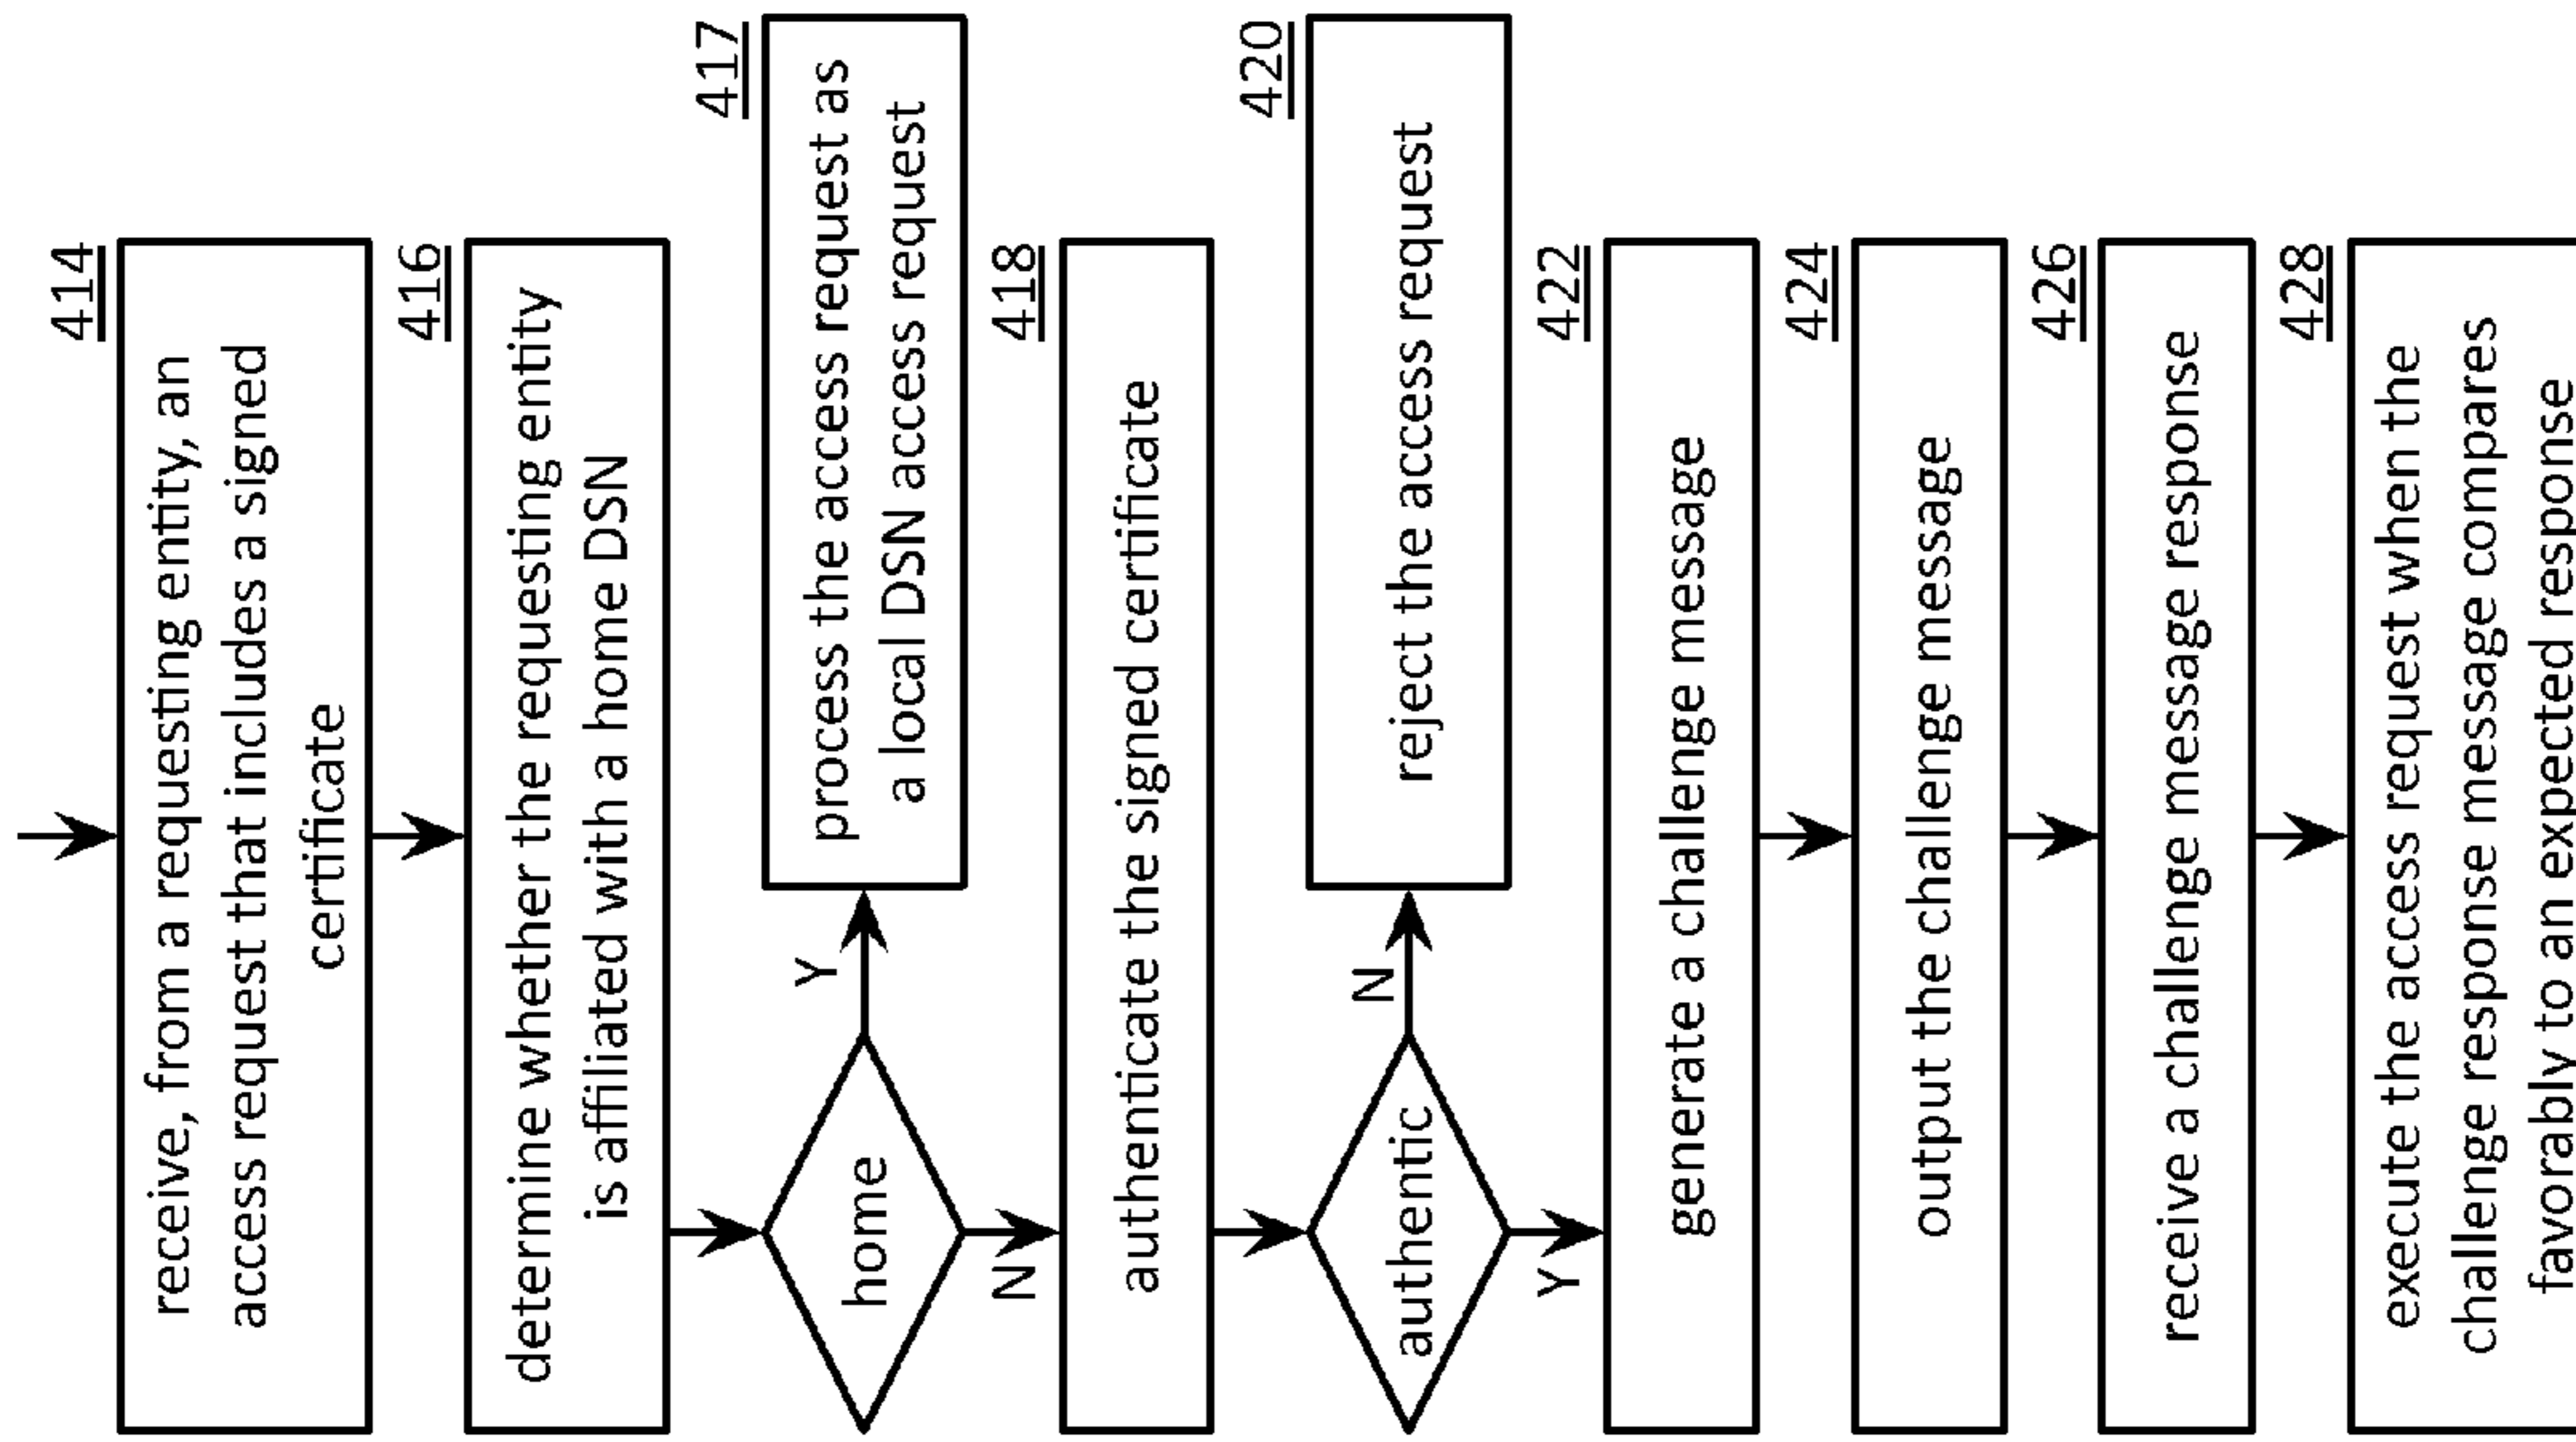 414
receive, from a requesting entity, an
access request that includes a signed
certificate
416
determine whether the requesting entity
is affiliated with a home DSN
home
Y
417
process the access request as
a local DSN access request
N
418
authenticate the signed certificate
authentic
N
420
reject the access request
Y
422
generate a challenge message
424
output the challenge message
426
receive a challenge message response
428
execute the access request when the
challenge response message compares
favorably to an expected response